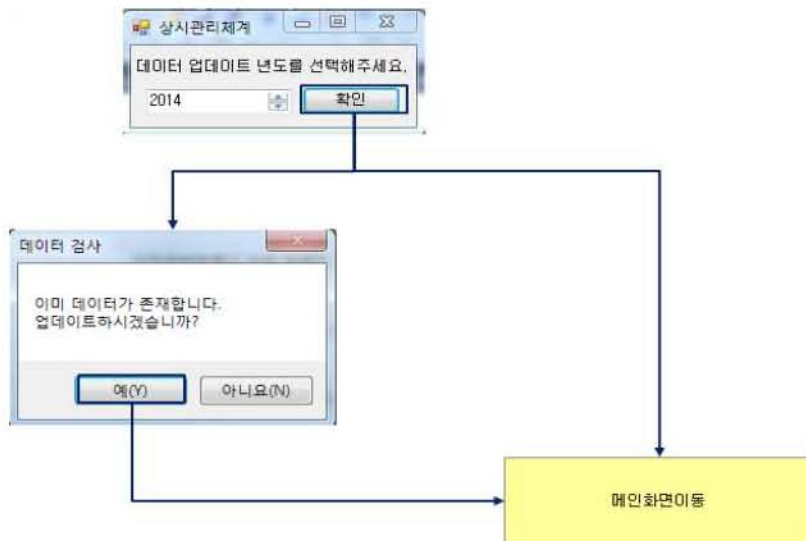 상시관리체계
데이터 업데이트 년도를 선택해주세요.
2014
확인
데이터 검사
이미 데이터가 존재합니다.
업데이트하시겠습니까?
예(Y)
아니요(N)
메인화면이동